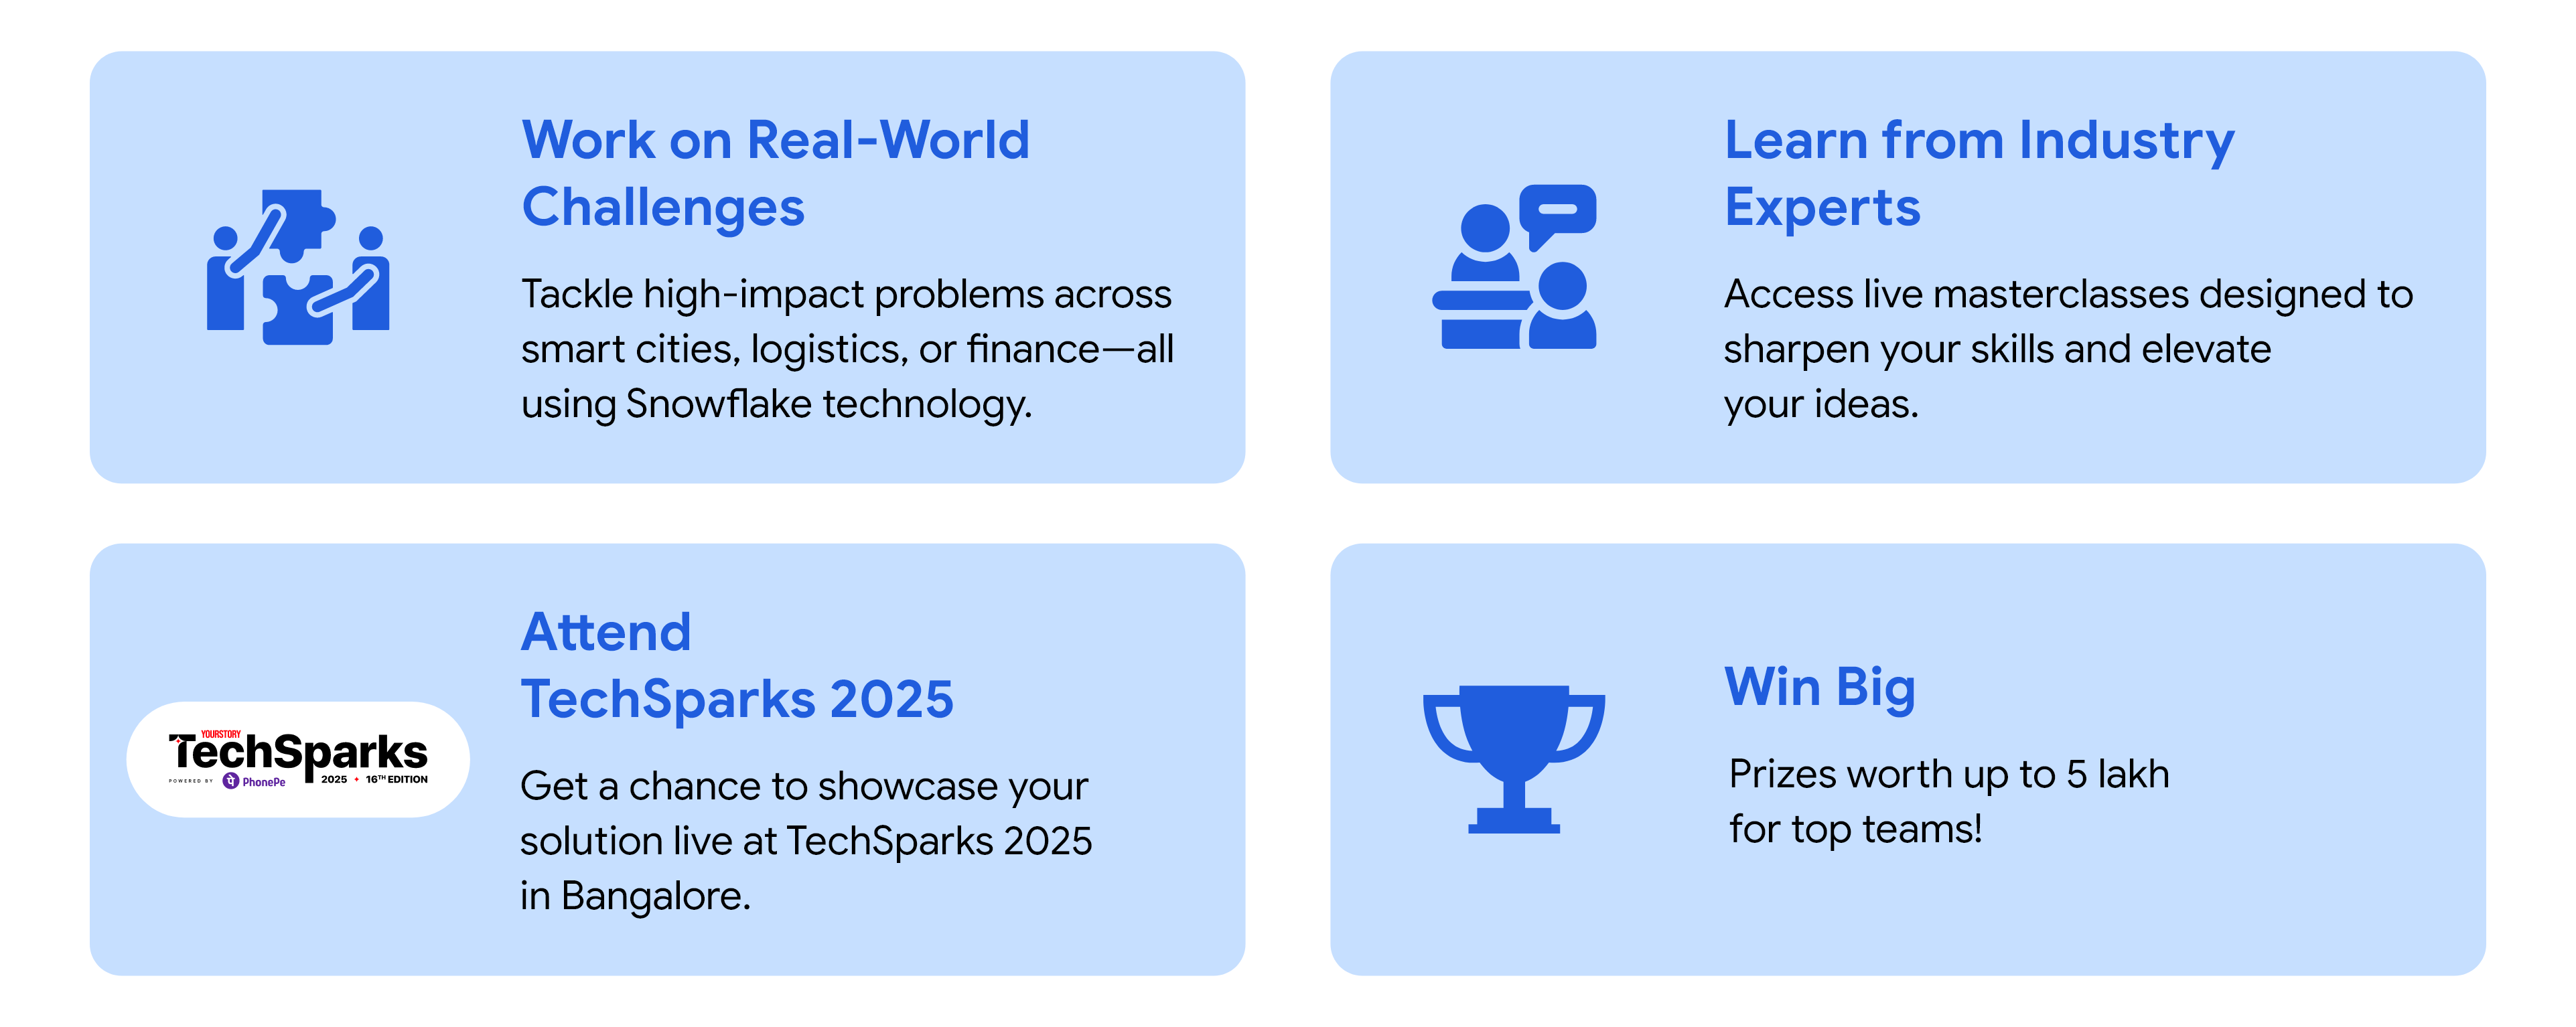 Work on Real-World
Challenges
Tackle high-impact problems across
smart cities, logistics, or finance—all
using Snowflake technology.
Learn from Industry
Experts
Access live masterclasses designed to
sharpen your skills and elevate
your ideas.
YOURSTORY
TechSparks
POWERED BY पे PhonePe 2025 ✦ 16TH EDITION
Attend
TechSparks 2025
Get a chance to showcase your
solution live at TechSparks 2025
in Bangalore.
Win Big
Prizes worth up to 5 lakh
for top teams!